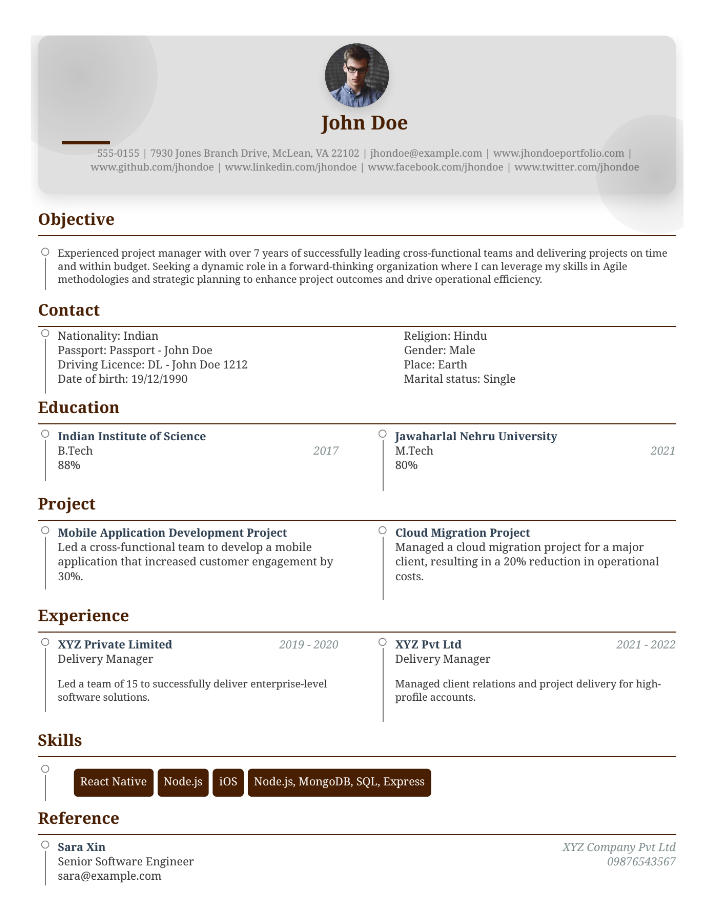 John Doe
555-0155 | 7930 Jones Branch Drive, McLean, VA 22102 | jhondoe@example.com | www.jhondoeportfolio.com |
www.github.com/jhondoe | www.linkedin.com/jhondoe | www.facebook.com/jhondoe | www.twitter.com/jhondoe
Objective
Experienced project manager with over 7 years of successfully leading cross-functional teams and delivering projects on time
and within budget. Seeking a dynamic role in a forward-thinking organization where I can leverage my skills in Agile
methodologies and strategic planning to enhance project outcomes and drive operational efficiency.
Contact
Nationality: Indian
Passport: Passport - John Doe
Driving Licence: DL - John Doe 1212
Date of birth: 19/12/1990
Religion: Hindu
Gender: Male
Place: Earth
Marital status: Single
Education
Indian Institute of Science
B.Tech 2017
88%
Jawaharlal Nehru University
M.Tech 2021
80%
Project
Mobile Application Development Project
Led a cross-functional team to develop a mobile
application that increased customer engagement by
30%.
Cloud Migration Project
Managed a cloud migration project for a major
client, resulting in a 20% reduction in operational
costs.
Experience
XYZ Private Limited 2019 - 2020
Delivery Manager
Led a team of 15 to successfully deliver enterprise-level
software solutions.
XYZ Pvt Ltd 2021 - 2022
Delivery Manager
Managed client relations and project delivery for high-
profile accounts.
Skills
React Native Node.js iOS Node.js, MongoDB, SQL, Express
Reference
Sara Xin XYZ Company Pvt Ltd
Senior Software Engineer 09876543567
sara@example.com